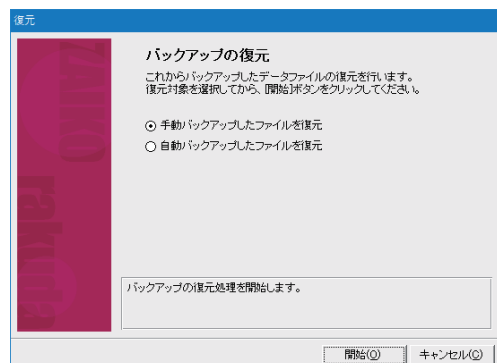 復元
バックアップの復元
これからバックアップしたデータファイルの復元を行います。
復元対象を選択してから、[開始]ボタンをクリックしてください。
手動バックアップしたファイルを復元
自動バックアップしたファイルを復元
ZAIKO
rakuda
バックアップの復元処理を開始します。
開始(O)
キャンセル(C)